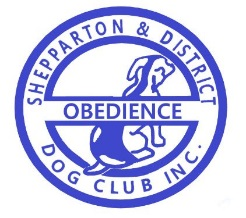 SHEPPARTON & DISTRICT
OBEDIENCE
DOG CLUB INC.